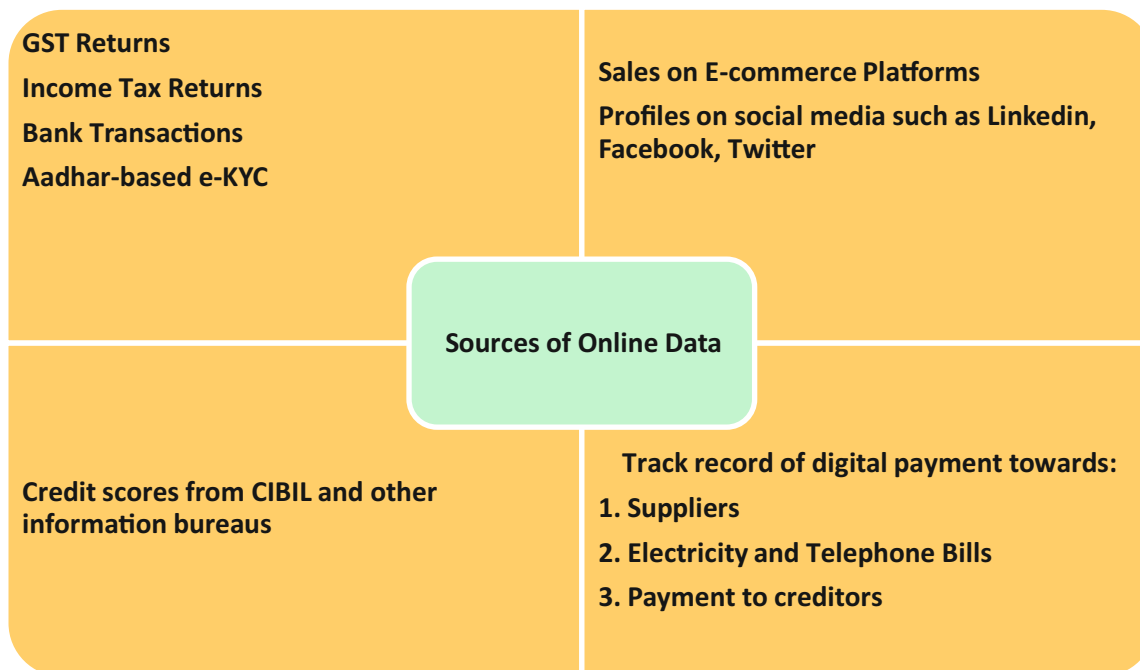 GST Returns
Income Tax Returns
Bank Transactions
Aadhar-based e-KYC
Sales on E-commerce Platforms
Profiles on social media such as Linkedin,
Facebook, Twitter
Sources of Online Data
Credit scores from CIBIL and other
information bureaus
Track record of digital payment towards:
1. Suppliers
2. Electricity and Telephone Bills
3. Payment to creditors